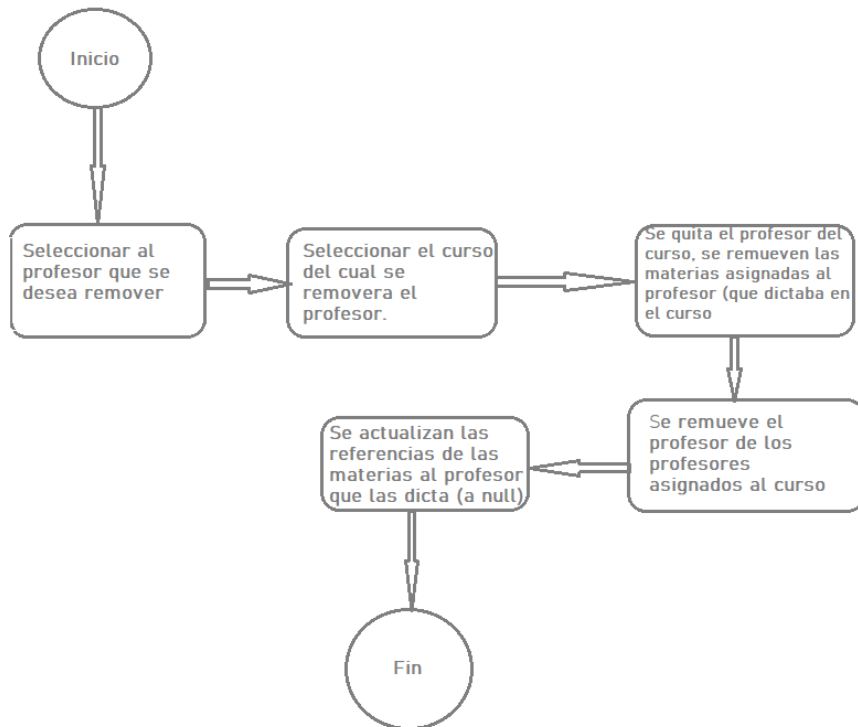 Inicio
Seleccionar al
profesor que se
desea remover
Seleccionar el curso
del cual se
removera el
profesor.
Se quita el profesor del
curso, se remueven las
materias asignadas al
profesor (que dictaba en
el curso
Se remueve el
profesor de los
profesores
asignados al curso
Se actualizan las
referencias de las
materias al profesor
que las dicta (a null)
Fin